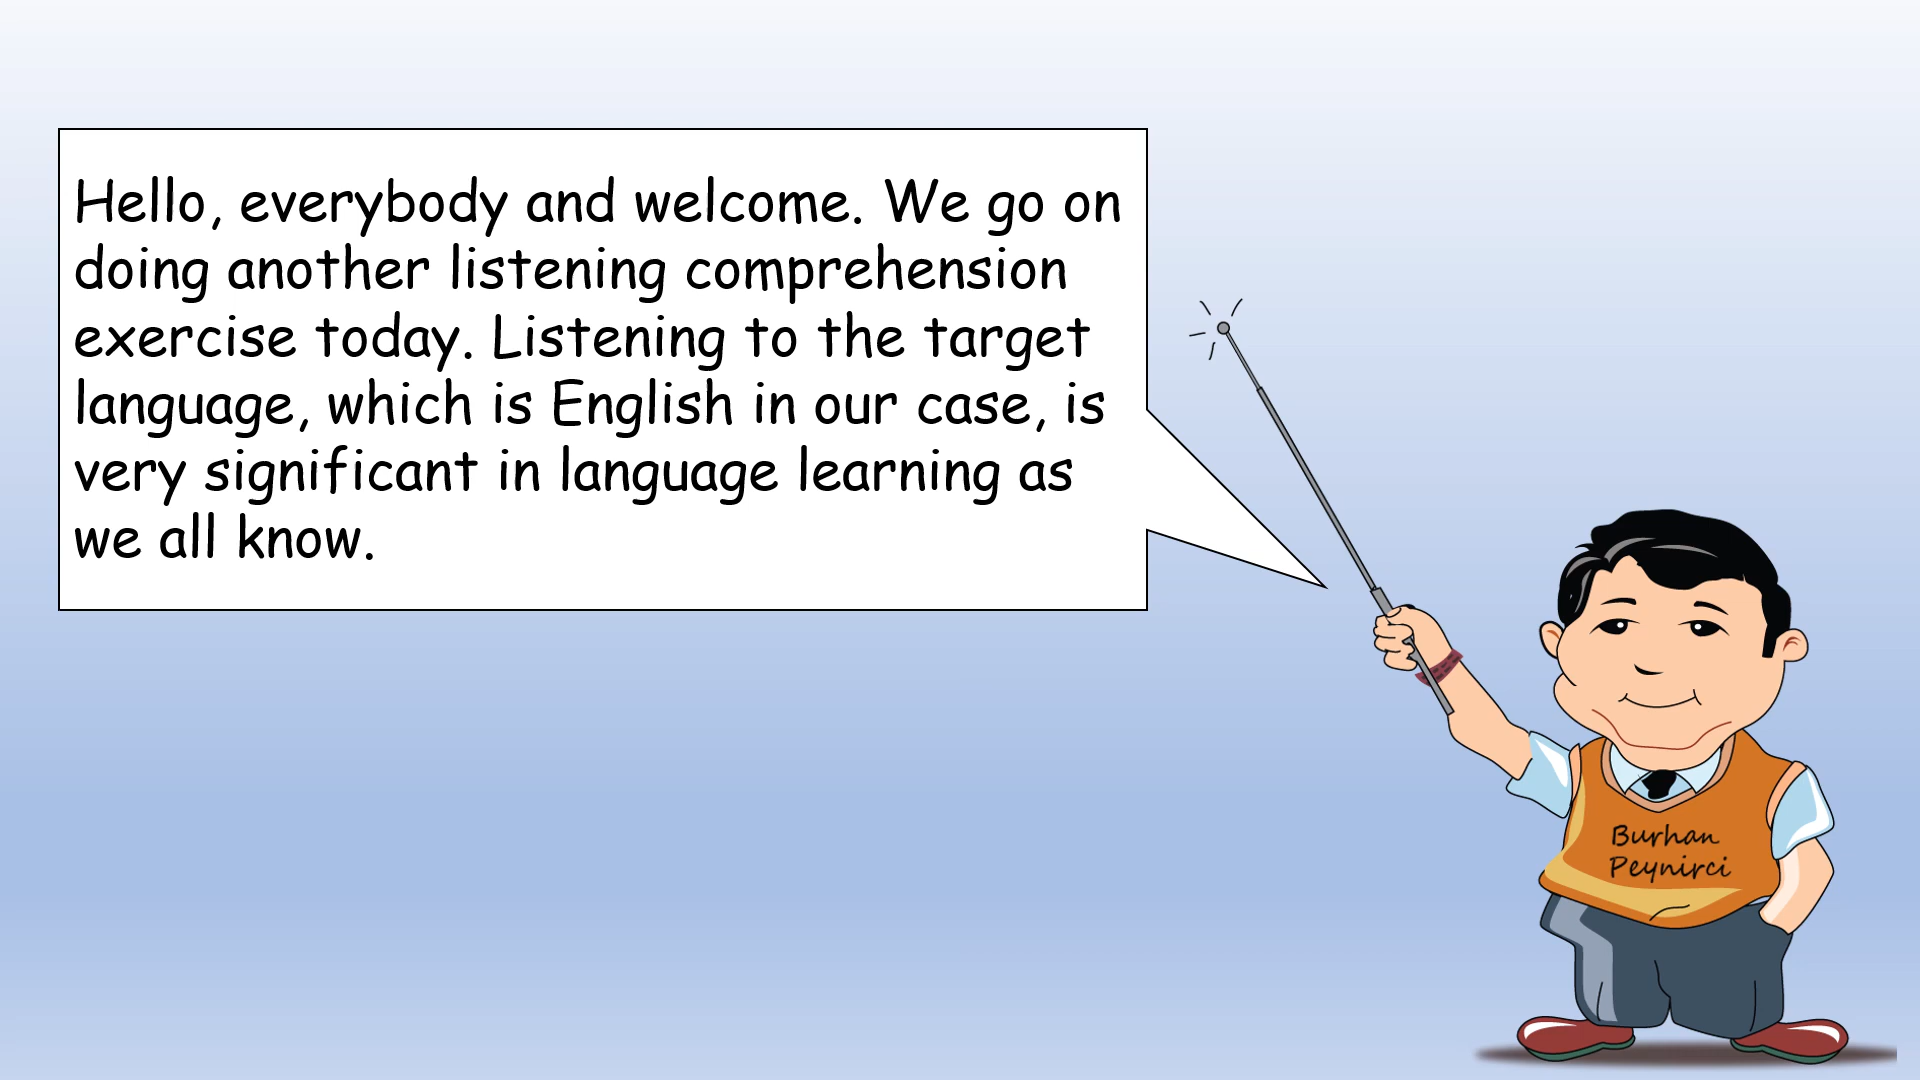 Hello, everybody and welcome. We go on
doing another listening comprehension
exercise today. Listening to the target
language, which is English in our case, is
very significant in language learning as
we all know.
Burhan
Peynirci